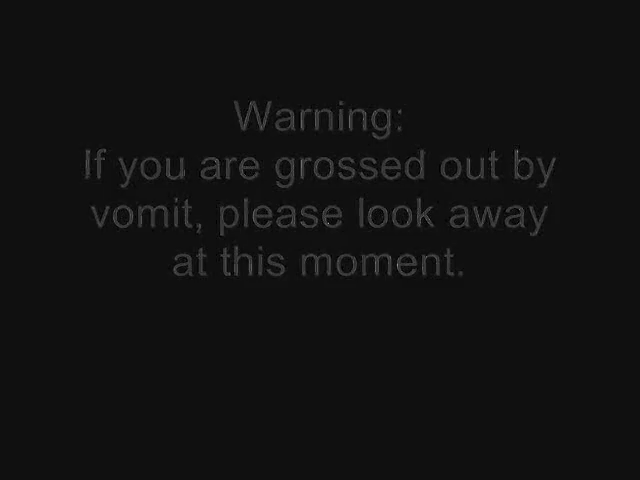 Warning:
If you are grossed out by
vomit, please look away
at this moment.